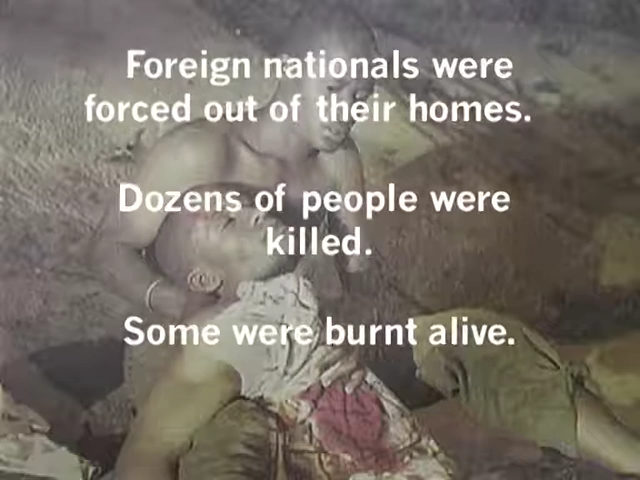 Foreign nationals were
forced out of their homes.
Dozens of people were
killed.
Some were burnt alive.